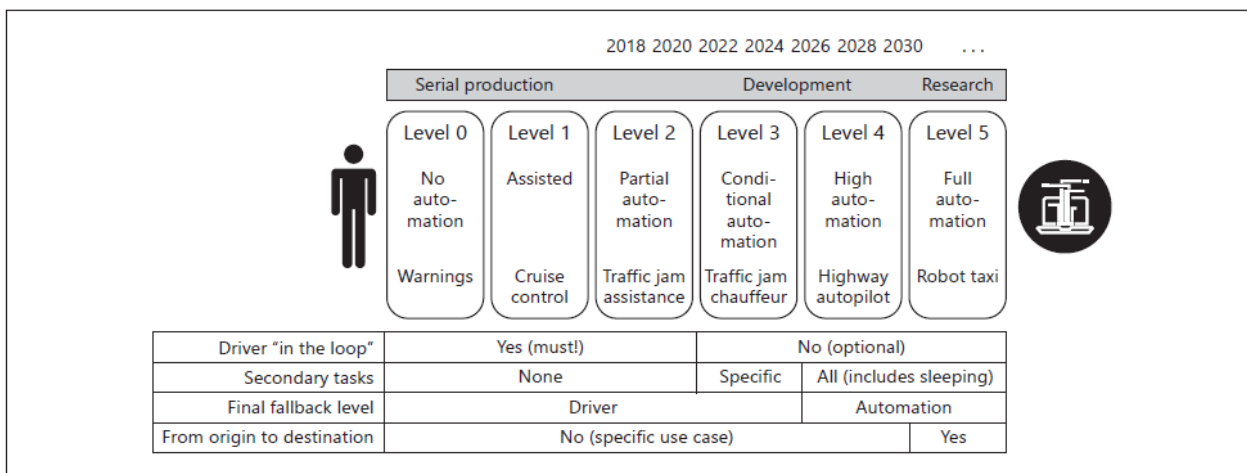 2018 2020 2022 2024 2026 2028 2030 ...
Serial production Development Research
Level 0 Level 1 Level 2 Level 3 Level 4 Level 5
No auto-mation Assisted Partial auto-mation Condi-tional auto-mation High auto-mation Full auto-mation
Warnings Cruise control Traffic jam assistance Traffic jam chauffeur Highway autopilot Robot taxi
Driver “in the loop” Yes (must!) No (optional)
Secondary tasks None Specific All (includes sleeping)
Final fallback level Driver Automation
From origin to destination No (specific use case) Yes